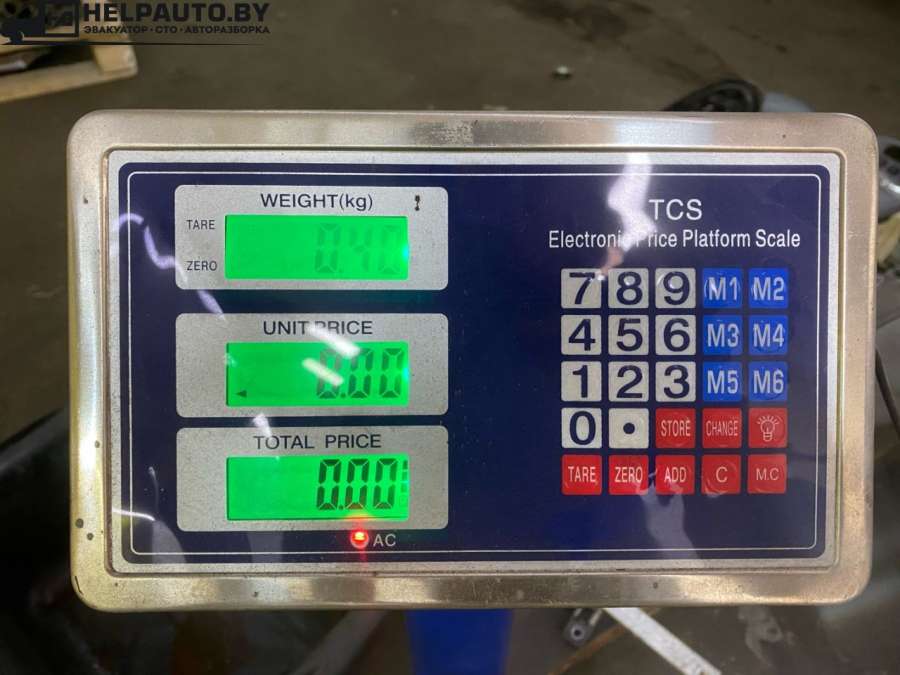 HELPAUTO.BY
ЭВАКУАТОР · СТО · АВТОРАЗБОРКА
WEIGHT(kg)
TARE
0.40
ZERO
UNIT PRICE
0.00
TOTAL PRICE
0.00
AC
TCS
Electronic Price Platform Scale
7 8 9 M1 M2
4 5 6 M3 M4
1 2 3 M5 M6
0 . STORE CHANGE
TARE ZERO ADD C M.C